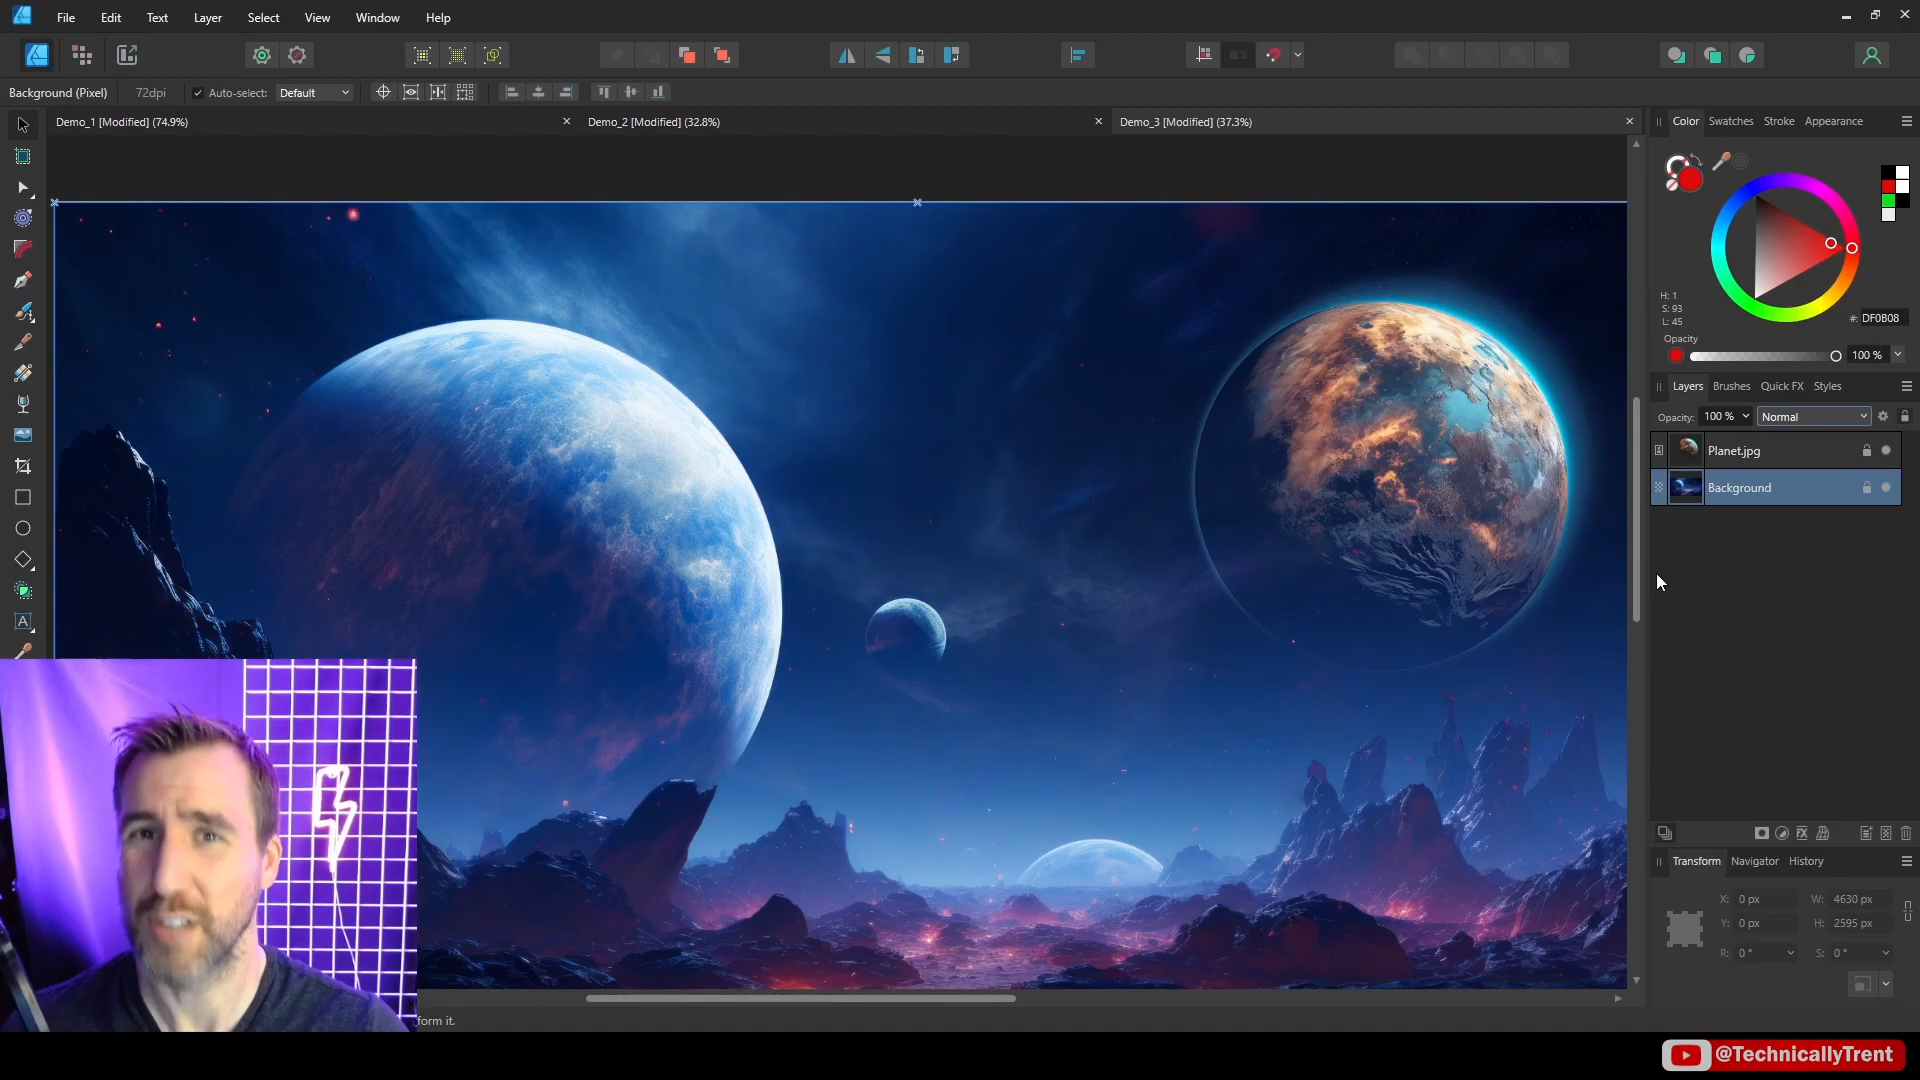 File Edit Text Layer Select View Window Help
Background (Pixel) 72dpi Auto-select: Default
Demo_1 [Modified] (74.9%) Demo_2 [Modified] (32.8%) Demo_3 [Modified] (37.3%)
Color Swatches Stroke Appearance
H: 1
S: 93
L: 45
#: DF0B08
Opacity
100 %
Layers Brushes Quick FX Styles
Opacity: 100 % Normal
Planet.jpg
Background
Transform Navigator History
X: 0 px W: 4630 px
Y: 0 px H: 2595 px
R: 0 ° S: 0 °
form it.
@TechnicallyTrent